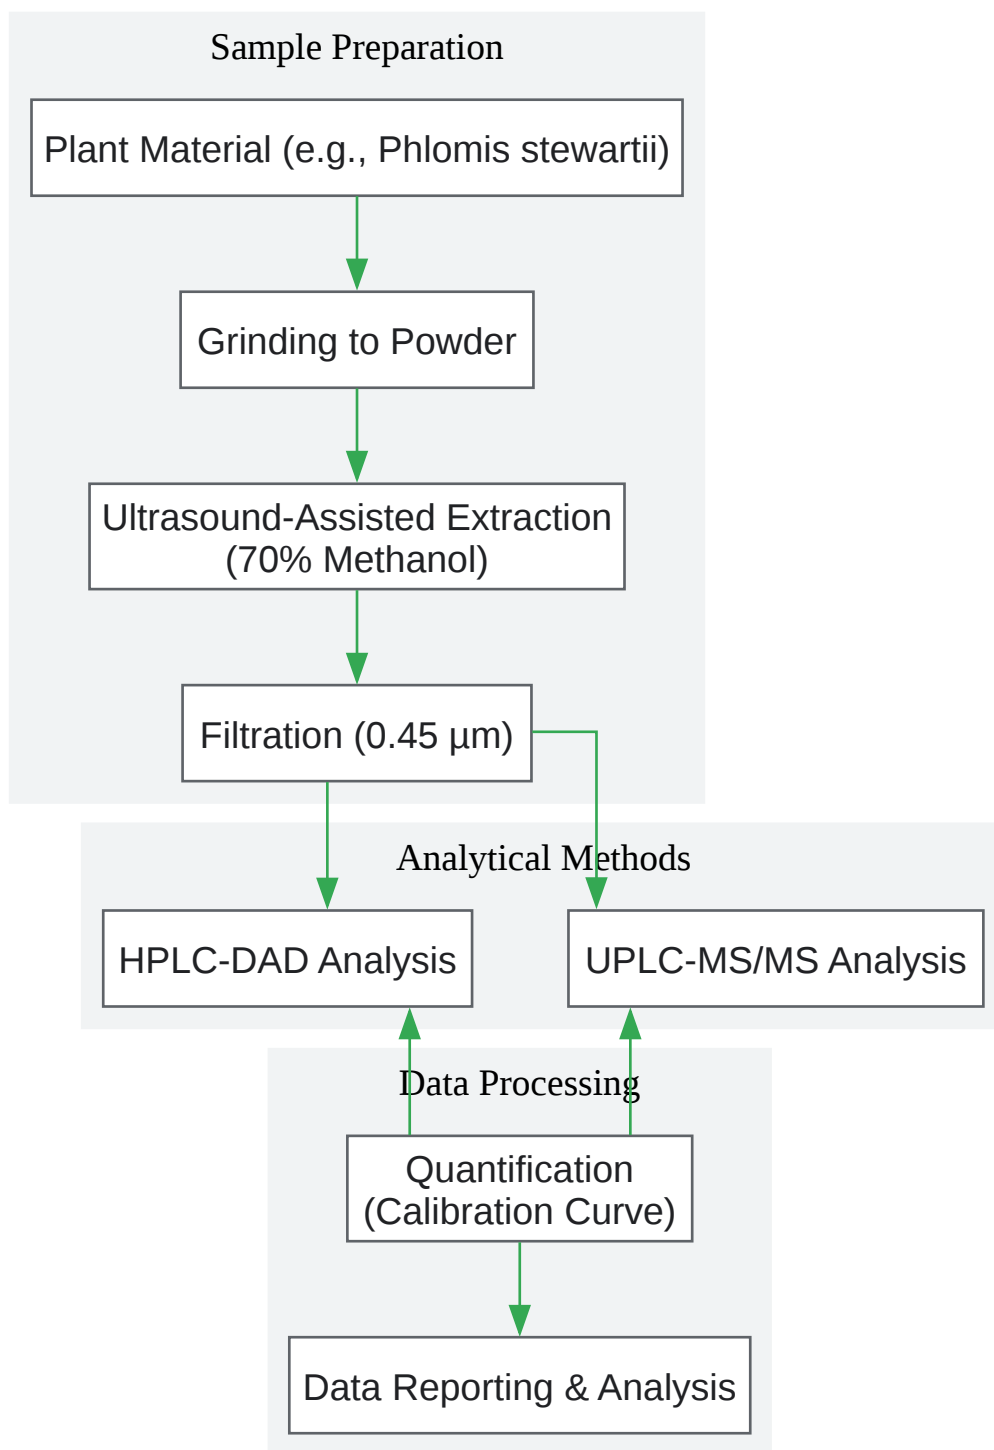 Sample Preparation
Plant Material (e.g., Phlomis stewartii)
Grinding to Powder
Ultrasound-Assisted Extraction
(70% Methanol)
Filtration (0.45 µm)
Analytical Methods
HPLC-DAD Analysis
UPLC-MS/MS Analysis
Data Processing
Quantification
(Calibration Curve)
Data Reporting & Analysis